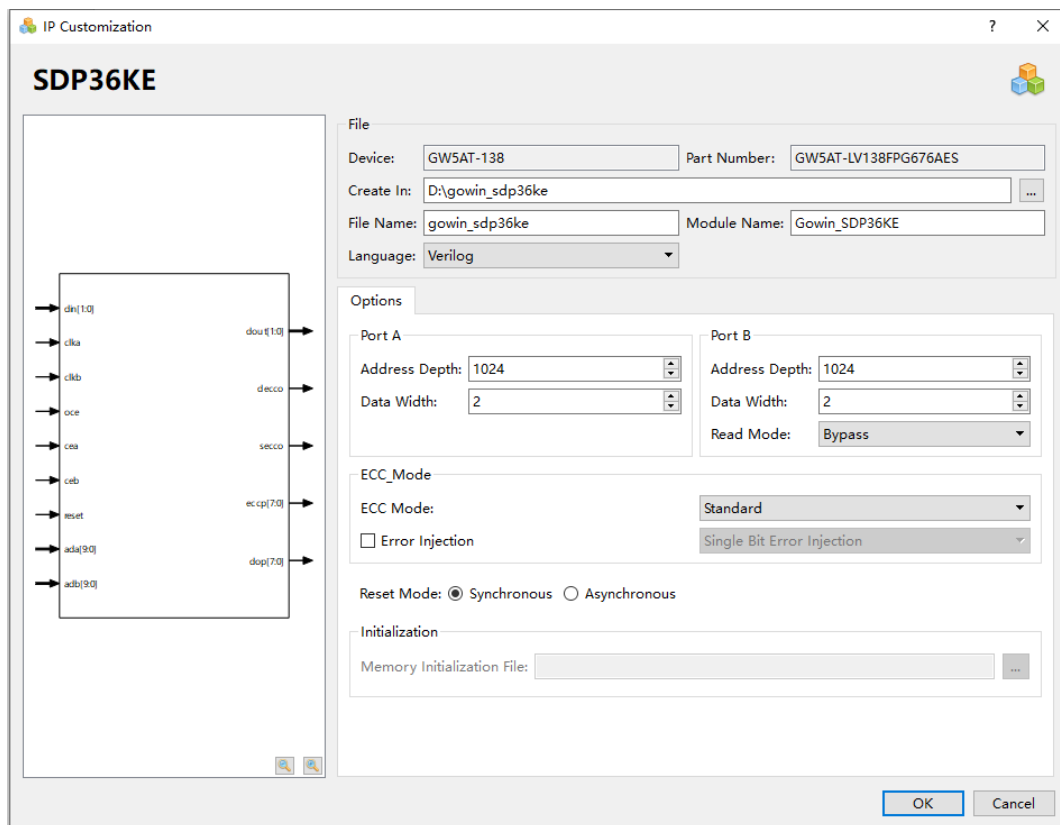 IP Customization
?
SDP36KE
din[1:0]
clka
clkb
oce
cea
ceb
reset
ada[9:0]
adb[9:0]
dout[1:0]
decco
secco
eccp[7:0]
dop[7:0]
File
Device: GW5AT-138 Part Number: GW5AT-LV138FPG676AES
Create In: D:\gowin_sdp36ke ...
File Name: gowin_sdp36ke Module Name: Gowin_SDP36KE
Language: Verilog
Options
Port A
Address Depth: 1024
Data Width: 2
Port B
Address Depth: 1024
Data Width: 2
Read Mode: Bypass
ECC_Mode
ECC Mode: Standard
Error Injection Single Bit Error Injection
Reset Mode: Synchronous Asynchronous
Initialization
Memory Initialization File: ...
OK Cancel